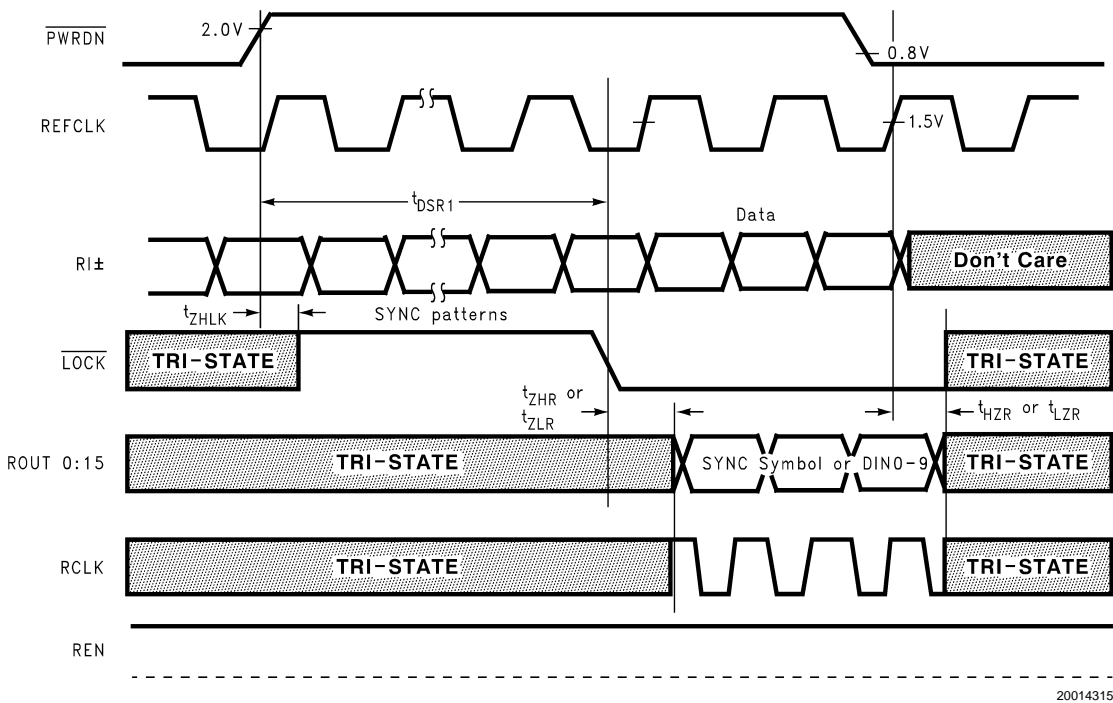 2.0V
PWRDN
0.8V
REFCLK
1.5V
tDSR1
Data
RI±
Don't Care
tZHLK
SYNC patterns
LOCK
TRI-STATE
TRI-STATE
tZHR or
tZLR
tHZR or tLZR
ROUT 0:15
TRI-STATE
SYNC Symbol or DIN0-9
TRI-STATE
RCLK
TRI-STATE
TRI-STATE
REN
20014315